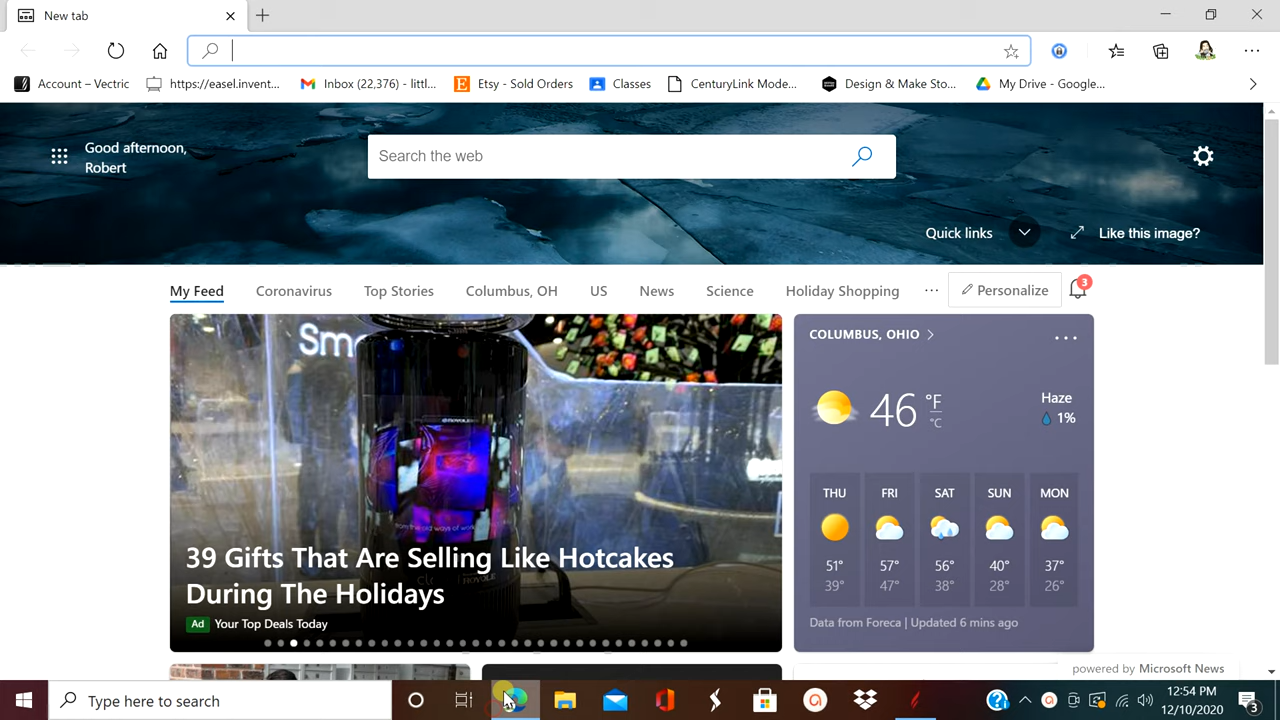 New tab
Account – Vectric
https://easel.invent...
Inbox (22,376) - littl...
Etsy - Sold Orders
Classes
CenturyLink Mode...
Design & Make Sto...
My Drive - Google...
Good afternoon,
Robert
Search the web
Quick links
Like this image?
My Feed
Coronavirus
Top Stories
Columbus, OH
US
News
Science
Holiday Shopping
...
Personalize
3
39 Gifts That Are Selling Like Hotcakes
During The Holidays
Ad Your Top Deals Today
COLUMBUS, OHIO
46 °F
°C
Haze
1%
THU FRI SAT SUN MON
51° 57° 56° 40° 37°
39° 47° 38° 28° 26°
Data from Foreca | Updated 6 mins ago
powered by Microsoft News
Type here to search
12:54 PM
12/10/2020
3